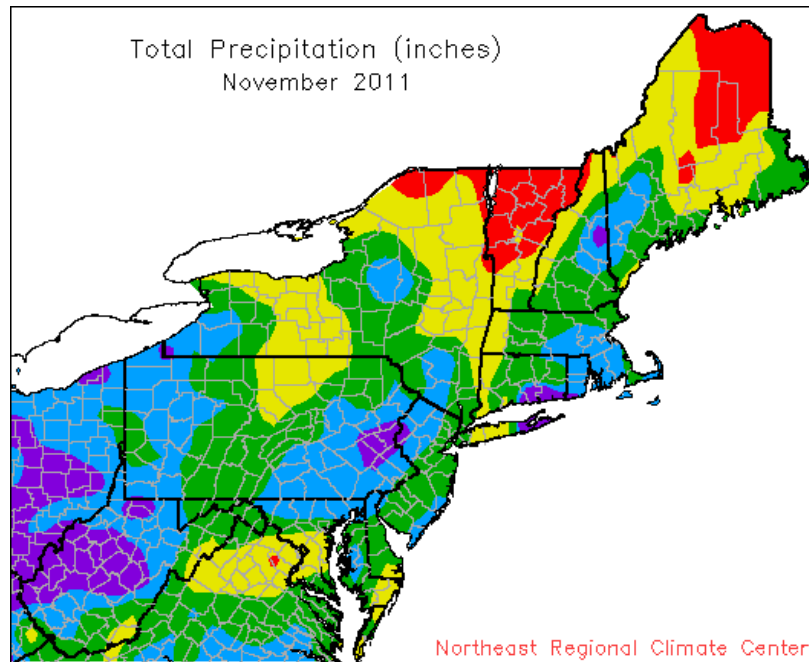 Total Precipitation (inches)
November 2011
Northeast Regional Climate Center